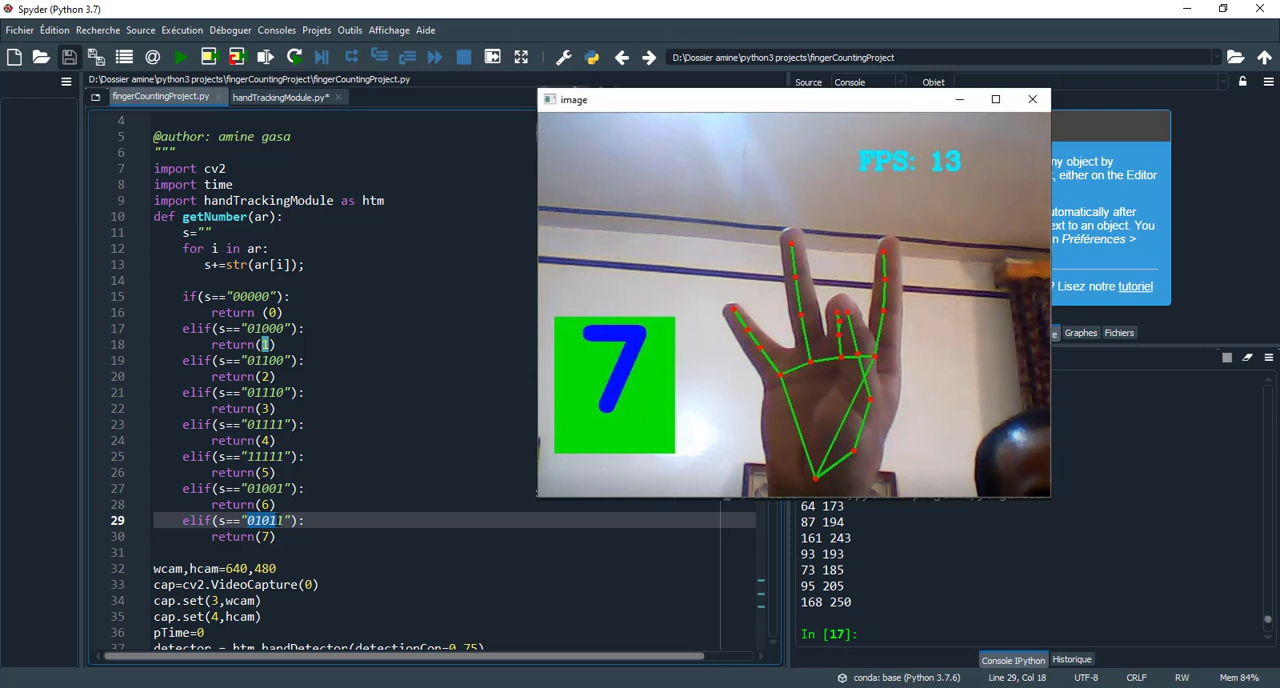 Spyder (Python 3.7)
Fichier Édition Recherche Source Exécution Déboguer Consoles Projets Outils Affichage Aide
D:\Dossier amine\python3 projects\fingerCountingProject
D:\Dossier amine\python3 projects\fingerCountingProject\fingerCountingProject.py
Source Console Objet
fingerCountingProject.py
handTrackingModule.py*
4
5 @author: amine gasa
6 """
7 import cv2
8 import time
9 import handTrackingModule as htm
10 def getNumber(ar):
11 s=""
12 for i in ar:
13 s+=str(ar[i]);
14
15 if(s=="00000"):
16 return (0)
17 elif(s=="01000"):
18 return(1)
19 elif(s=="01100"):
20 return(2)
21 elif(s=="01110"):
22 return(3)
23 elif(s=="01111"):
24 return(4)
25 elif(s=="11111"):
26 return(5)
27 elif(s=="01001"):
28 return(6)
29 elif(s=="01011"):
30 return(7)
31
32 wcam,hcam=640,480
33 cap=cv2.VideoCapture(0)
34 cap.set(3,wcam)
35 cap.set(4,hcam)
36 pTime=0
37 detector = htm.handDetector(detectionCon=0.75)
image
FPS: 13
7
ny object by
, either on the Editor
utomatically after
ext to an object. You
n Préférences >
? Lisez notre tutoriel
e Graphes Fichiers
64 173
87 194
161 243
93 193
73 185
95 205
168 250
In [17]:
Console IPython Historique
conda: base (Python 3.7.6) Line 29, Col 18 UTF-8 CRLF RW Mem 84%